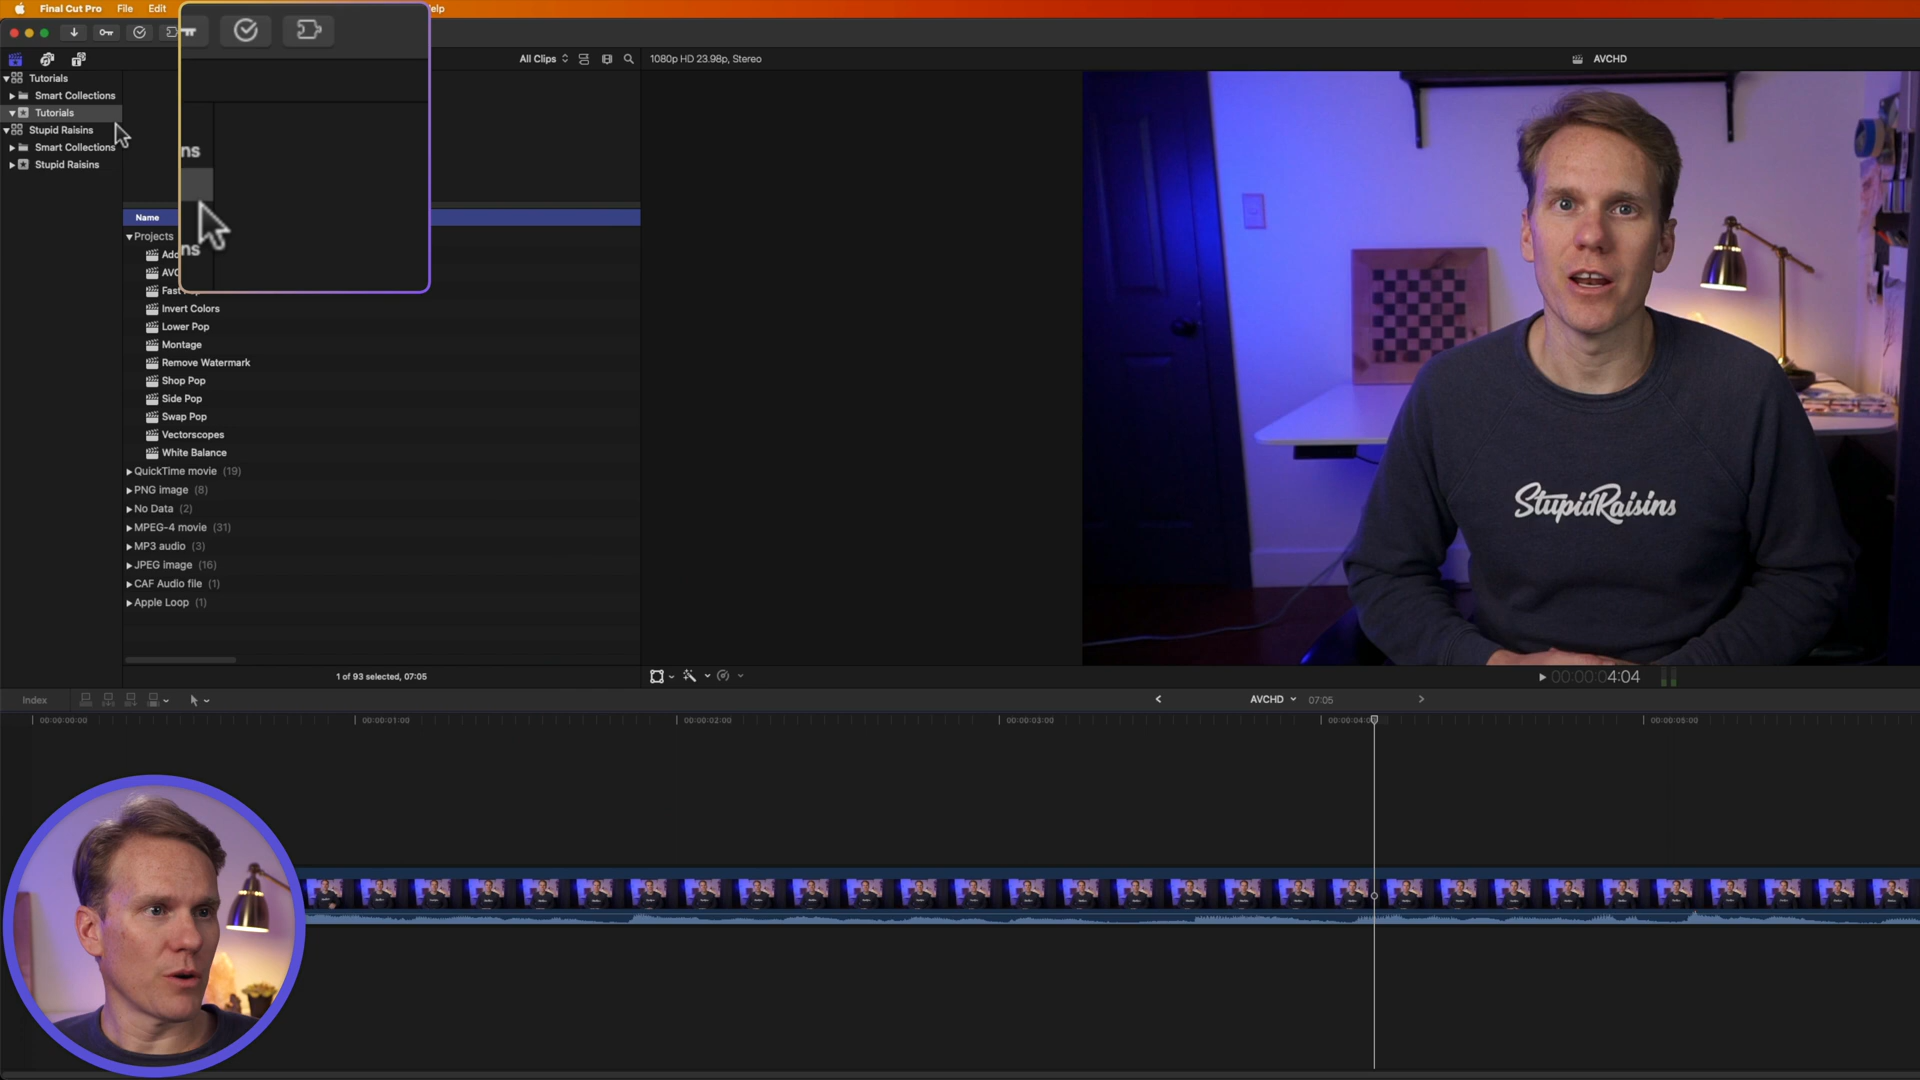 Final Cut Pro File Edit elp
All Clips
1080p HD 23.98p, Stereo
AVCHD
Tutorials
Smart Collections
Tutorials
Stupid Raisins
Smart Collections
Stupid Raisins
ns
ns
Name
Projects
AVC
Fast
Invert Colors
Lower Pop
Montage
Remove Watermark
Shop Pop
Side Pop
Swap Pop
Vectorscopes
White Balance
QuickTime movie (19)
PNG image (8)
No Data (2)
MPEG-4 movie (31)
MP3 audio (3)
JPEG image (16)
CAF Audio file (1)
Apple Loop (1)
StupidRaisins
1 of 93 selected, 07:05
00:00:04:04
Index
AVCHD 07:05
00:00:00:00 00:00:01:00 00:00:02:00 00:00:03:00 00:00:04:0 00:00:05:00